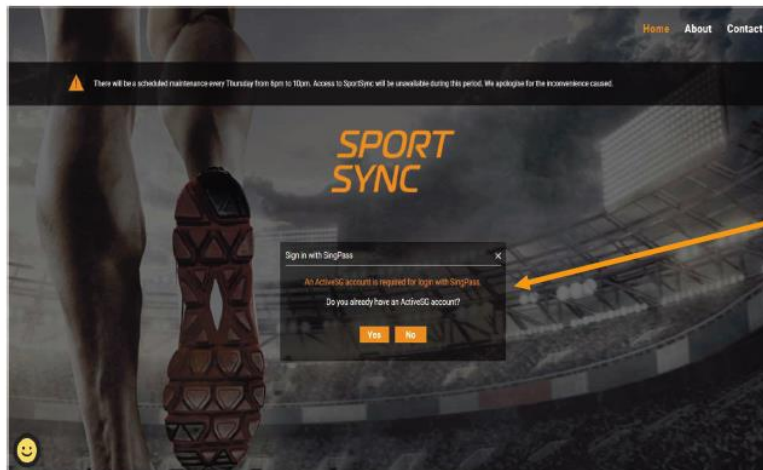 Home About Contact
There will be a scheduled maintenance every Thursday from 6pm to 10pm. Access to SportSync will be unavailable during this period. We apologise for the inconvenience caused.
SPORT
SYNC
Sign in with SingPass
An ActiveSG account is required for login with SingPass.
Do you already have an ActiveSG account?
Yes No